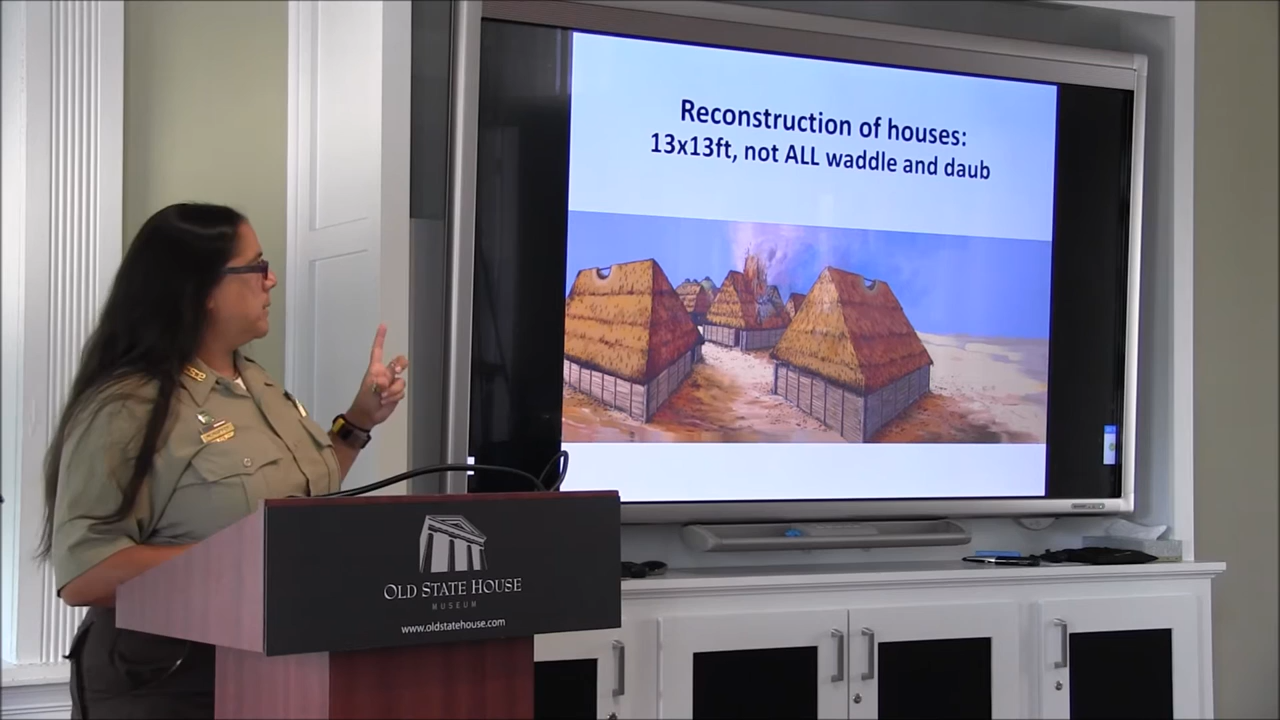 Reconstruction of houses:
13x13ft, not ALL waddle and daub
OLD STATE HOUSE
MUSEUM
www.oldstatehouse.com